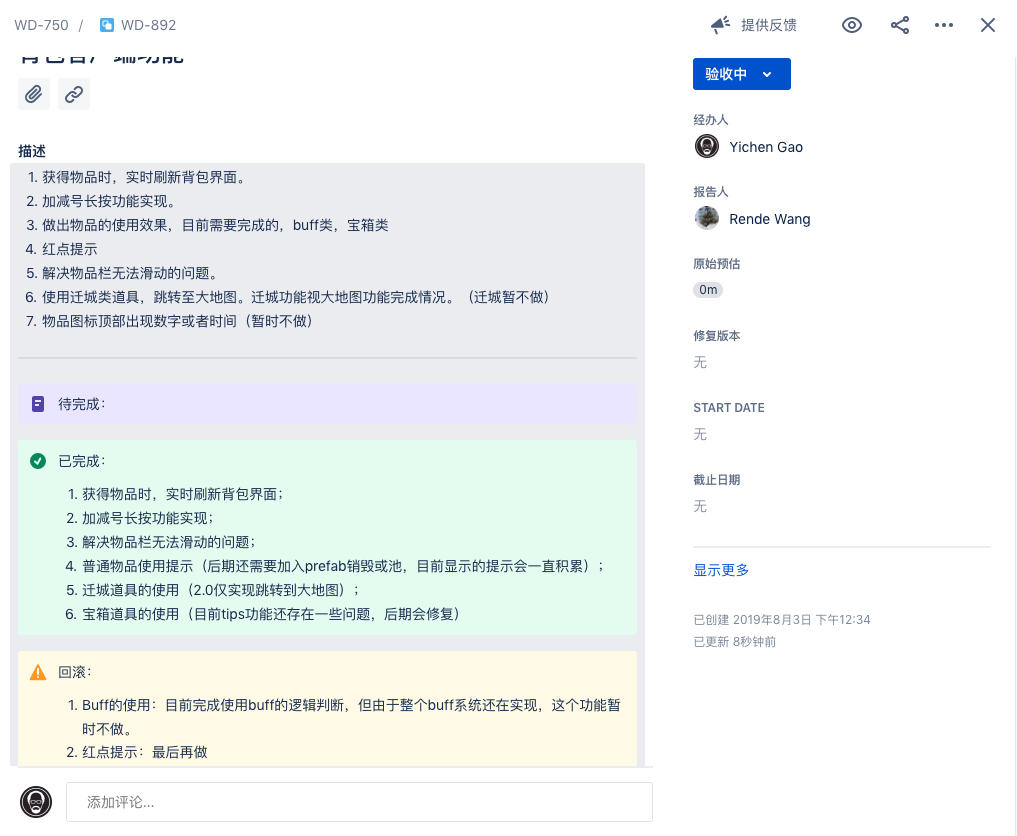 WD-750 / WD-892
提供反馈
背包客户端功能
描述
1. 获得物品时，实时刷新背包界面。
2. 加减号长按功能实现。
3. 做出物品的使用效果，目前需要完成的，buff类，宝箱类
4. 红点提示
5. 解决物品栏无法滑动的问题。
6. 使用迁城类道具，跳转至大地图。迁城功能视大地图功能完成情况。（迁城暂不做）
7. 物品图标顶部出现数字或者时间（暂时不做）
待完成：
已完成：
1. 获得物品时，实时刷新背包界面；
2. 加减号长按功能实现；
3. 解决物品栏无法滑动的问题；
4. 普通物品使用提示（后期还需要加入prefab销毁或池，目前显示的提示会一直积累）；
5. 迁城道具的使用（2.0仅实现跳转到大地图）；
6. 宝箱道具的使用（目前tips功能还存在一些问题，后期会修复）
回滚：
1. Buff的使用：目前完成使用buff的逻辑判断，但由于整个buff系统还在实现，这个功能暂
时不做。
2. 红点提示：最后再做
添加评论...
验收中
经办人
Yichen Gao
报告人
Rende Wang
原始预估
0m
修复版本
无
START DATE
无
截止日期
无
显示更多
已创建 2019年8月3日 下午12:34
已更新 8秒钟前